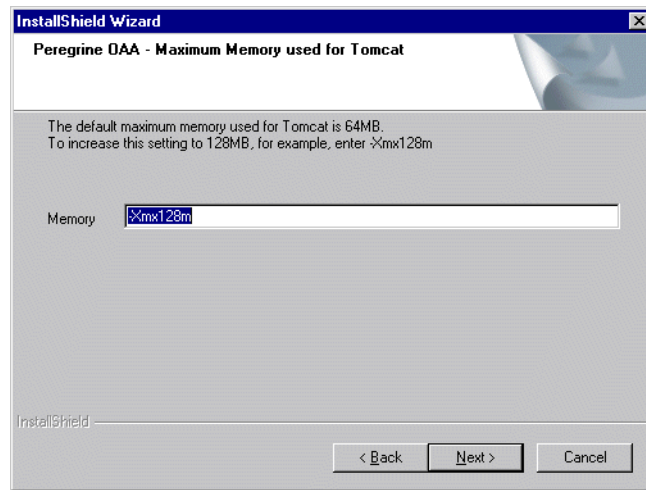 InstallShield Wizard
Peregrine OAA - Maximum Memory used for Tomcat
The default maximum memory used for Tomcat is 64MB.
To increase this setting to 128MB, for example, enter -Xmx128m
Memory -Xmx128m
InstallShield
< Back Next > Cancel